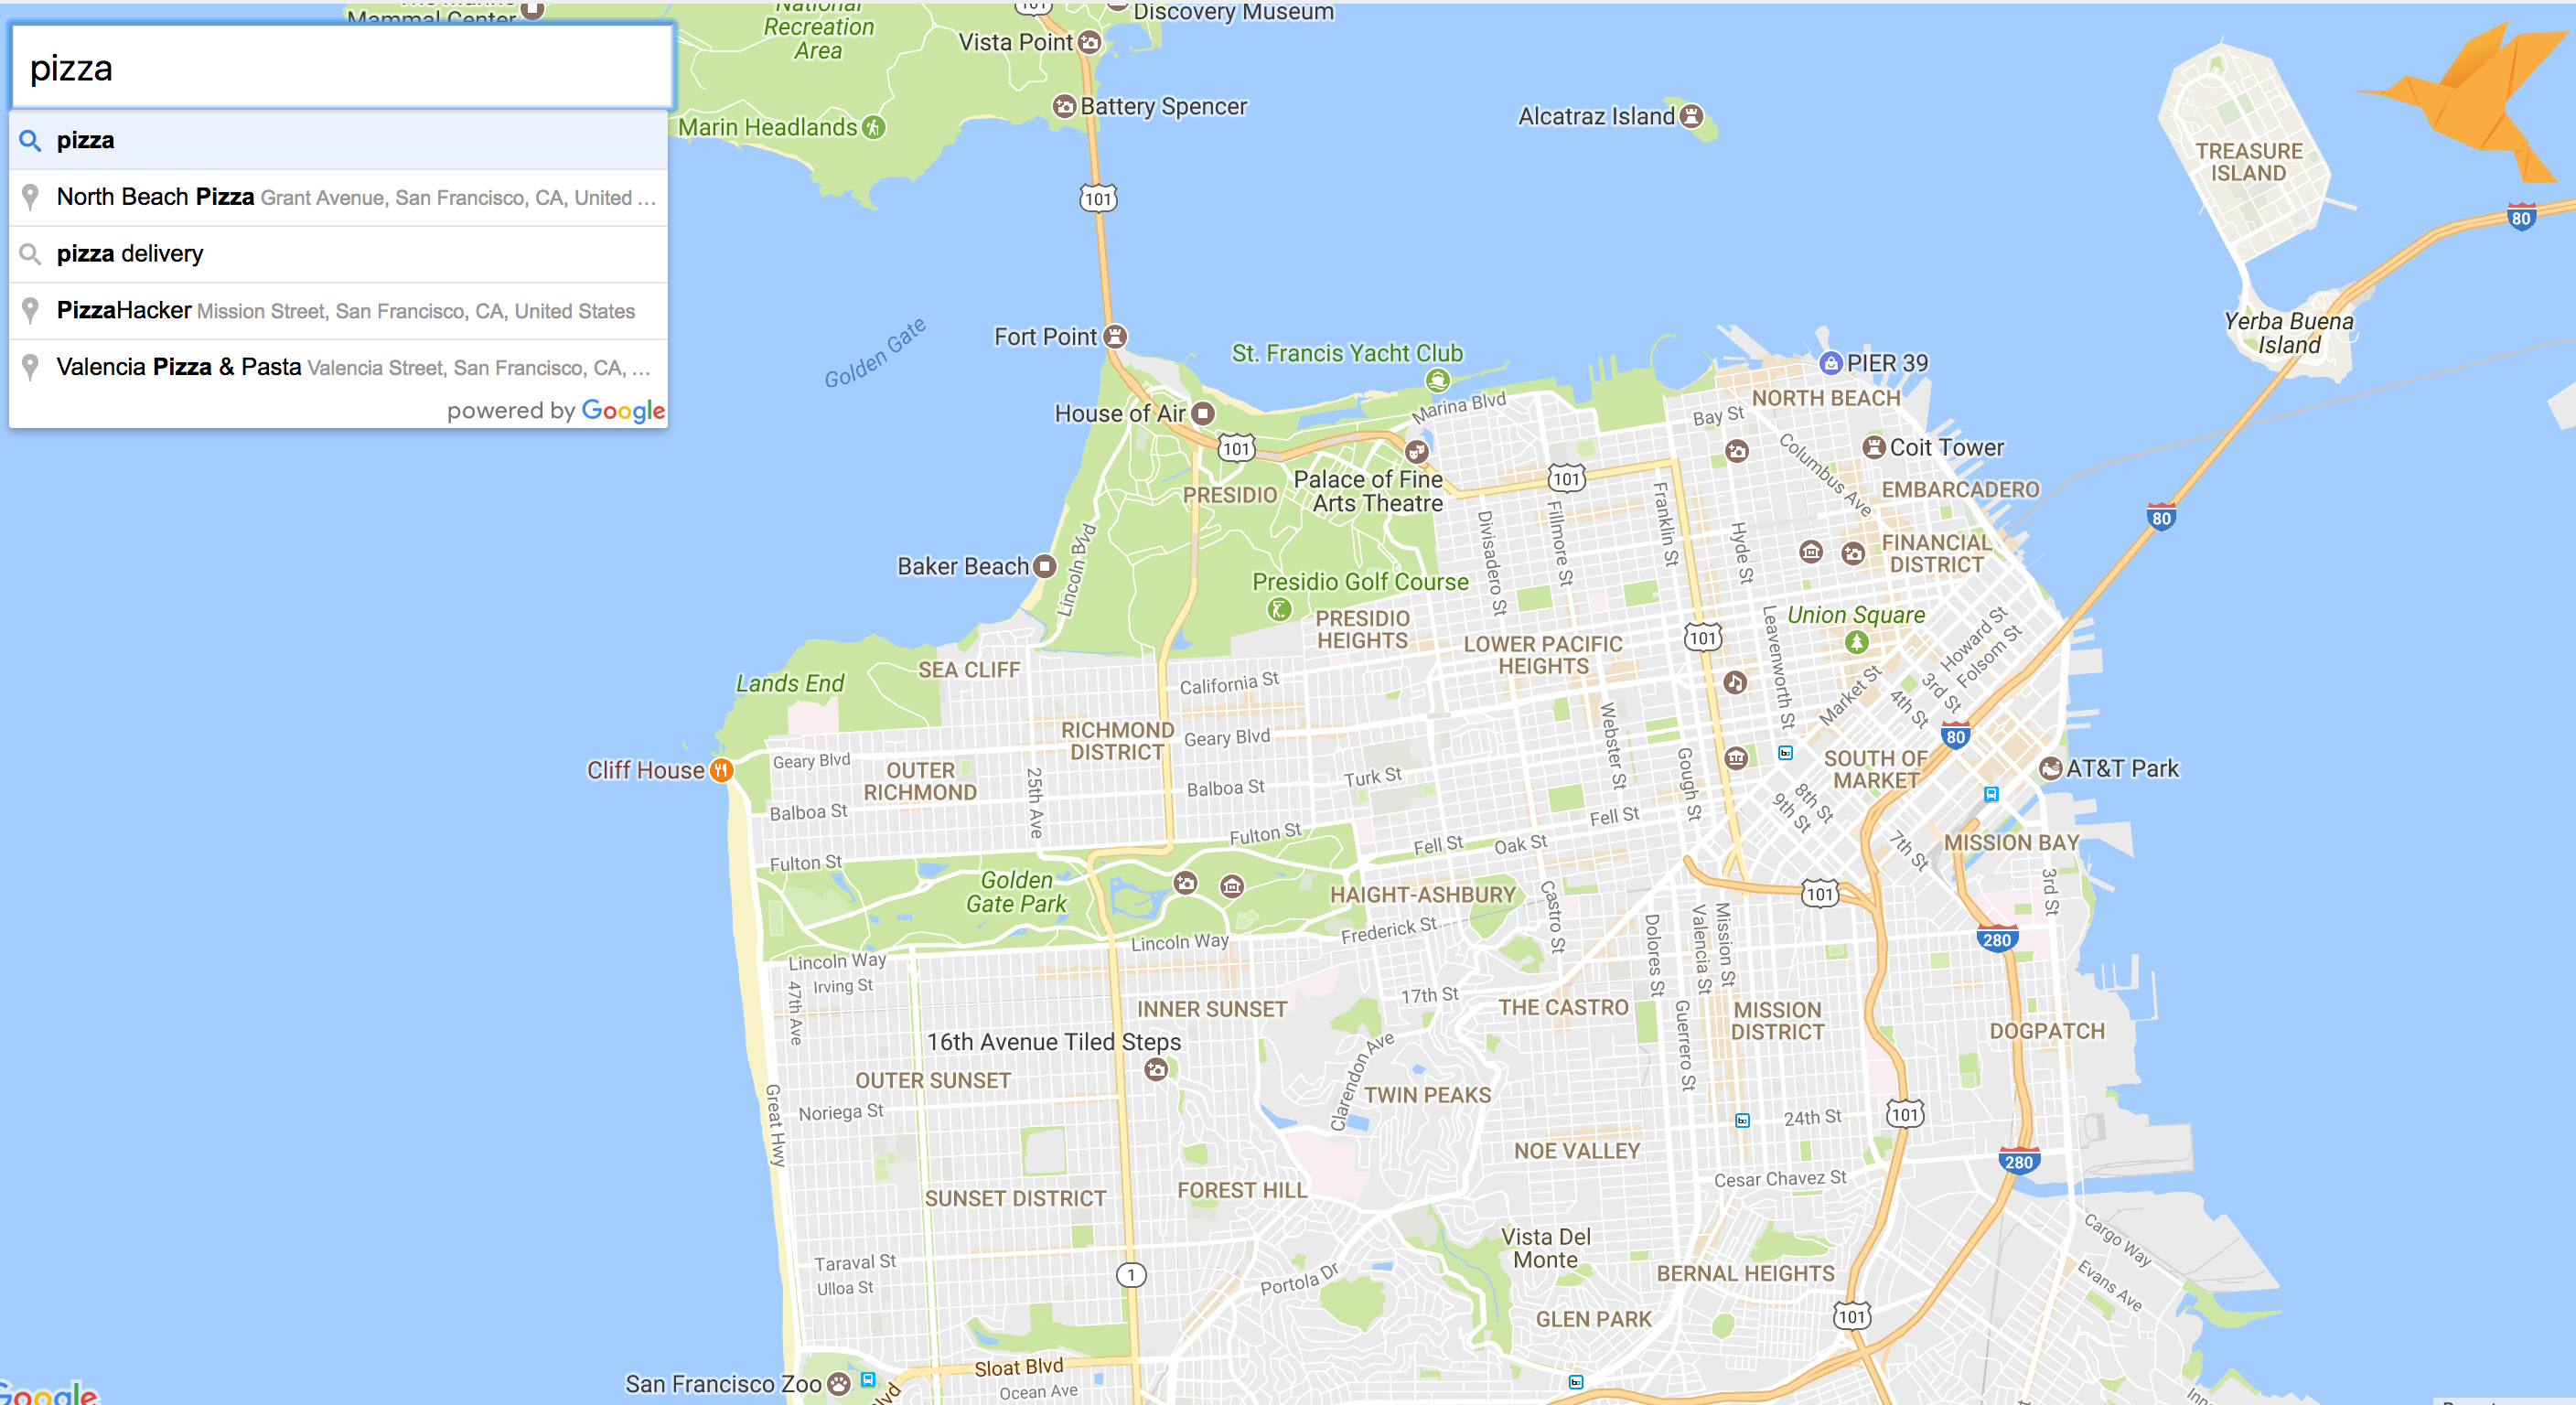 pizza
pizza
North Beach Pizza Grant Avenue, San Francisco, CA, United ...
pizza delivery
PizzaHacker Mission Street, San Francisco, CA, United States
Valencia Pizza & Pasta Valencia Street, San Francisco, CA, ...
powered by Google
Mammal Center
National
Recreation
Area
101
Discovery Museum
Vista Point
Battery Spencer
Marin Headlands
Alcatraz Island
TREASURE
ISLAND
101
80
Yerba Buena
Island
Golden Gate
Fort Point
St. Francis Yacht Club
PIER 39
NORTH BEACH
House of Air
Marina Blvd
Bay St
101
Columbus Ave
Coit Tower
Palace of Fine
Arts Theatre
101
PRESIDIO
EMBARCADERO
80
Lincoln Blvd
Divisadero St
Fillmore St
Franklin St
Hyde St
FINANCIAL
DISTRICT
Baker Beach
Presidio Golf Course
PRESIDIO
HEIGHTS
LOWER PACIFIC
HEIGHTS
101
Leavenworth St
Union Square
Howard St
Folsom St
SEA CLIFF
Lands End
California St
Market St
4th St
3rd St
RICHMOND
DISTRICT
Geary Blvd
Webster St
Gough St
80
Geary Blvd
Cliff House
OUTER
RICHMOND
25th Ave
Balboa St
Turk St
SOUTH OF
MARKET
AT&T Park
Balboa St
8th St
9th St
Fulton St
Fell St
Fulton St
Fell St
Oak St
7th St
MISSION BAY
Golden
Gate Park
HAIGHT-ASHBURY
Castro St
101
3rd St
Lincoln Way
Frederick St
Dolores St
Valencia St
Mission St
280
Lincoln Way
Irving St
47th Ave
17th St
INNER SUNSET
THE CASTRO
Guerrero St
MISSION
DISTRICT
DOGPATCH
16th Avenue Tiled Steps
Clarendon Ave
OUTER SUNSET
TWIN PEAKS
Great Hwy
Noriega St
24th St
101
NOE VALLEY
280
Cesar Chavez St
SUNSET DISTRICT
FOREST HILL
Vista Del
Monte
Cargo Way
Taraval St
Ulloa St
1
Portola Dr
BERNAL HEIGHTS
Evans Ave
GLEN PARK
101
Sloat Blvd
San Francisco Zoo
Ocean Ave
Google